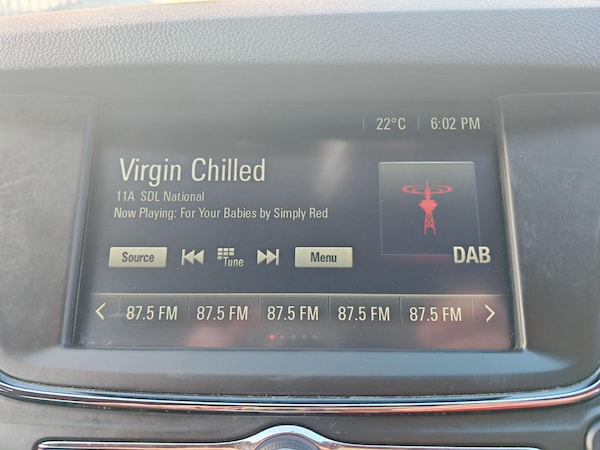 22°C 6:02 PM
Virgin Chilled
11A SDL National
Now Playing: For Your Babies by Simply Red
Source Tune Menu
DAB
87.5 FM 87.5 FM 87.5 FM 87.5 FM 87.5 FM